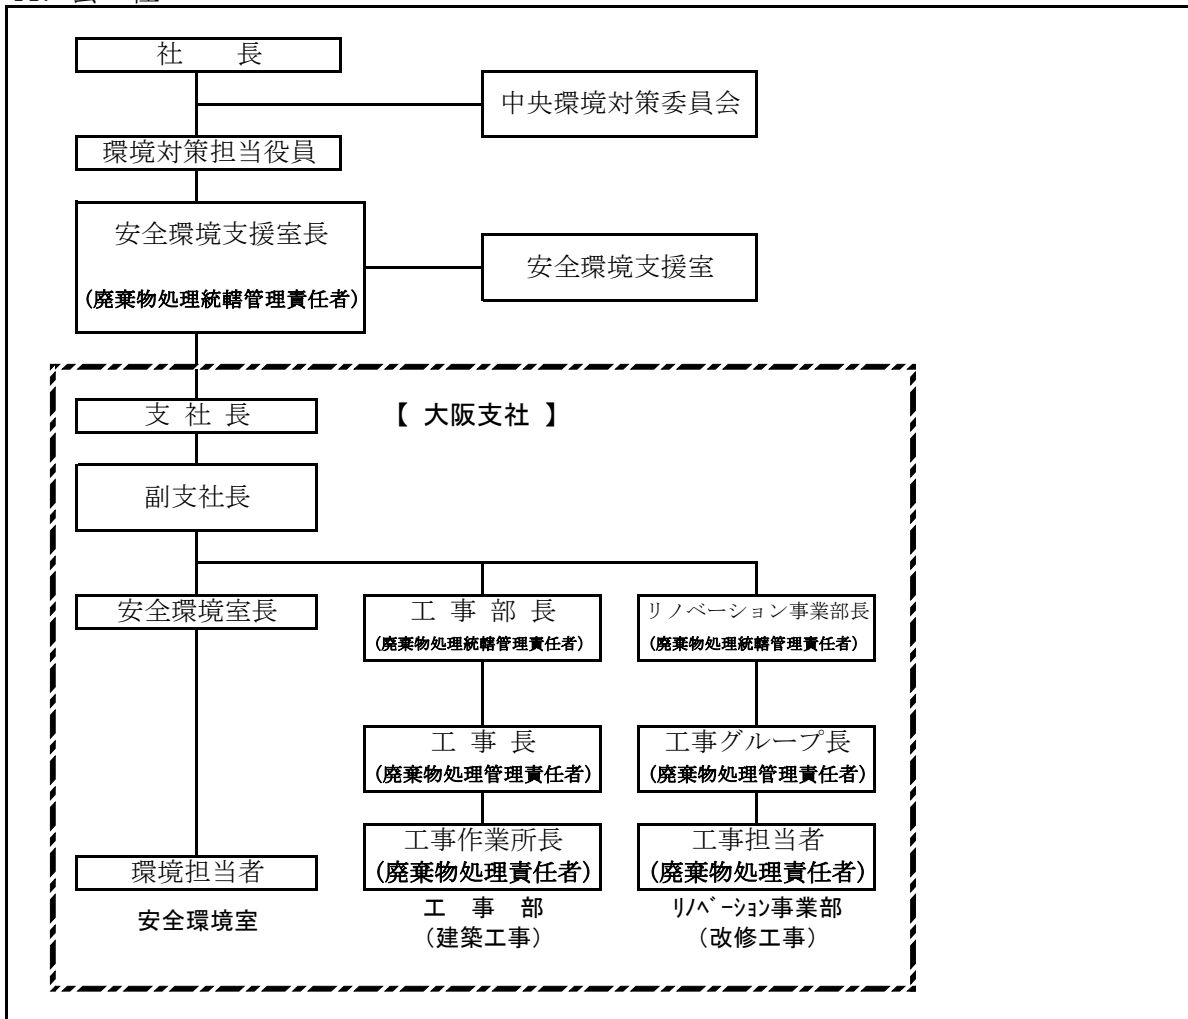 社　長
中央環境対策委員会
環境対策担当役員
安全環境支援室長
(廃棄物処理統轄管理責任者)
安全環境支援室
支 社 長
【 大阪支社 】
副支社長
安全環境室長
工 事 部 長
(廃棄物処理統轄管理責任者)
リノベーション事業部長
(廃棄物処理統轄管理責任者)
工 事 長
(廃棄物処理管理責任者)
工事グループ長
(廃棄物処理管理責任者)
工事作業所長
(廃棄物処理責任者)
工事担当者
(廃棄物処理責任者)
環境担当者
安全環境室
工　事　部
（建築工事）
ﾘﾉﾍﾞｰｼｮﾝ事業部
（改修工事）